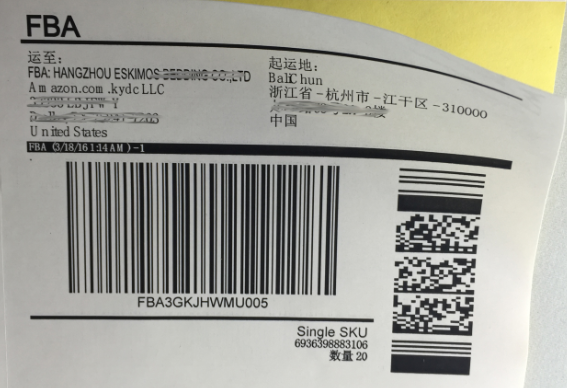 FBA
运至:
FBA: HANGZHOU ESKIMOS BEDDING CO.,LTD
Amazon.com.kydc LLC
United States
起运地:
BaliChun
浙江省-杭州市-江干区-310000
中国
FBA (3/18/16 1:14 AM)-1
FBA3GKJHWMU005
Single SKU
6936398883106
数量 20